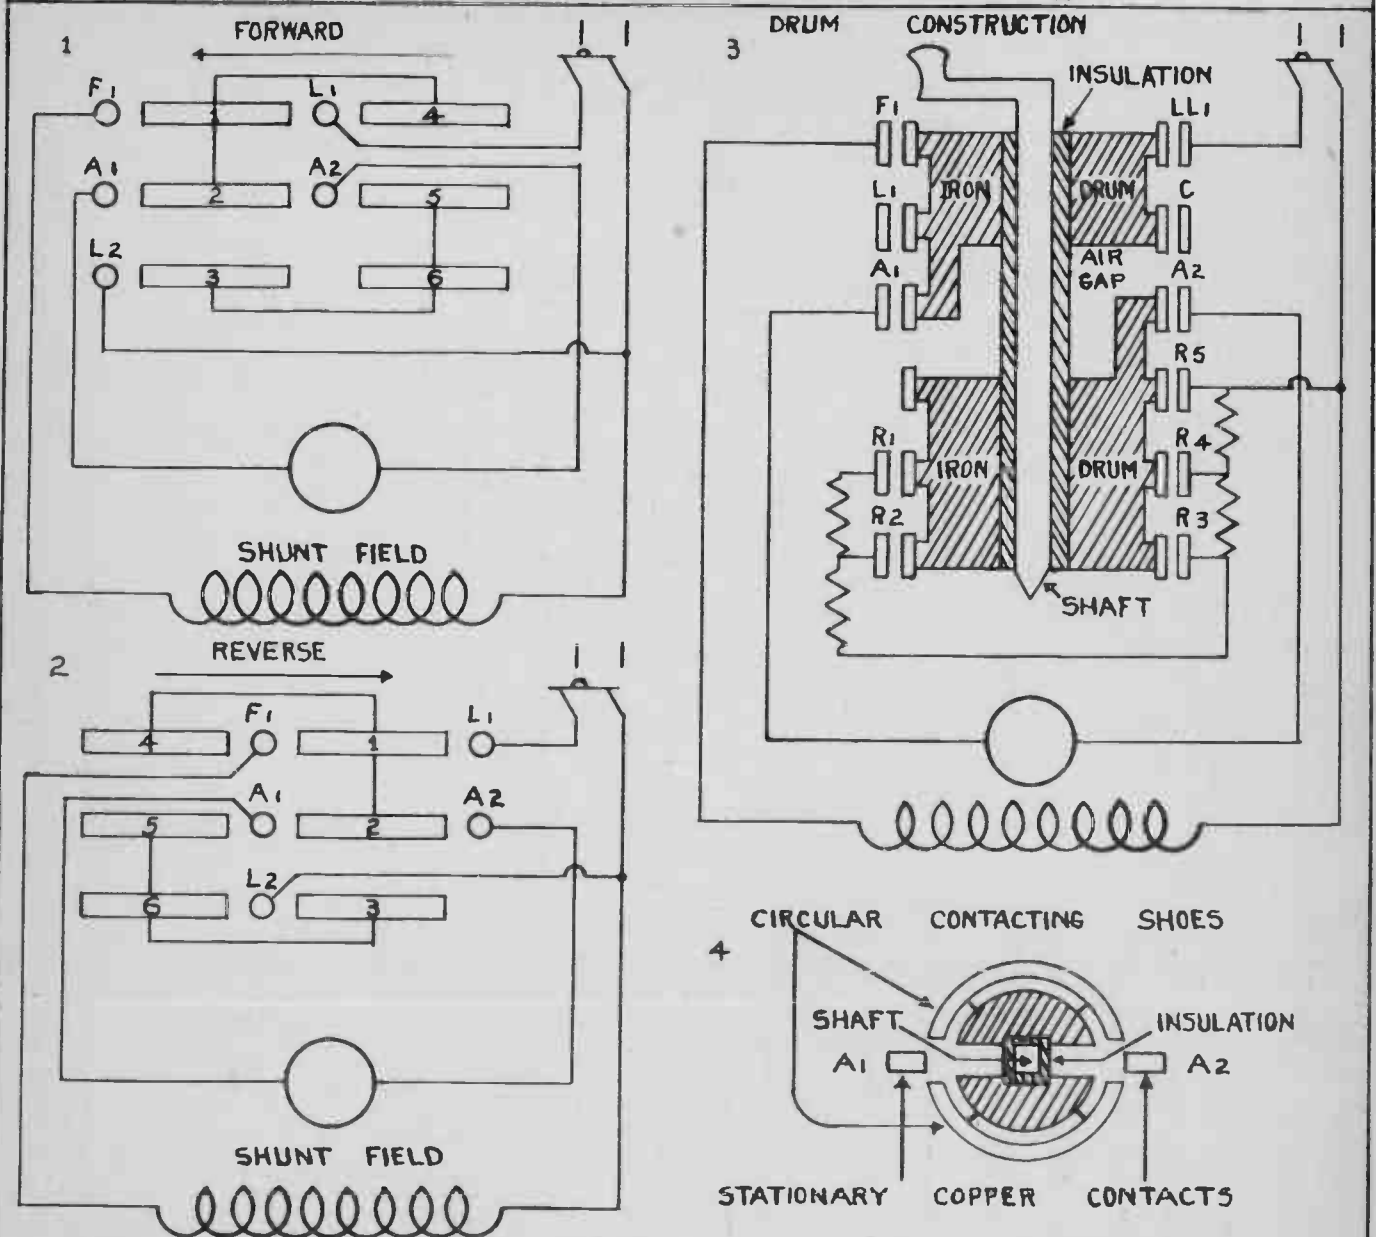 1
FORWARD
F1
1
L1
4
A1
2
A2
5
L2
3
6
SHUNT FIELD
2
REVERSE
4
F1
1
L1
5
A1
2
A2
6
L2
3
SHUNT FIELD
3
DRUM CONSTRUCTION
INSULATION
F1
LL1
L1
IRON
DRUM
C
A1
AIR
GAP
A2
R5
R1
IRON
DRUM
R4
R2
R3
SHAFT
4
CIRCULAR CONTACTING SHOES
SHAFT
INSULATION
A1
A2
STATIONARY COPPER CONTACTS